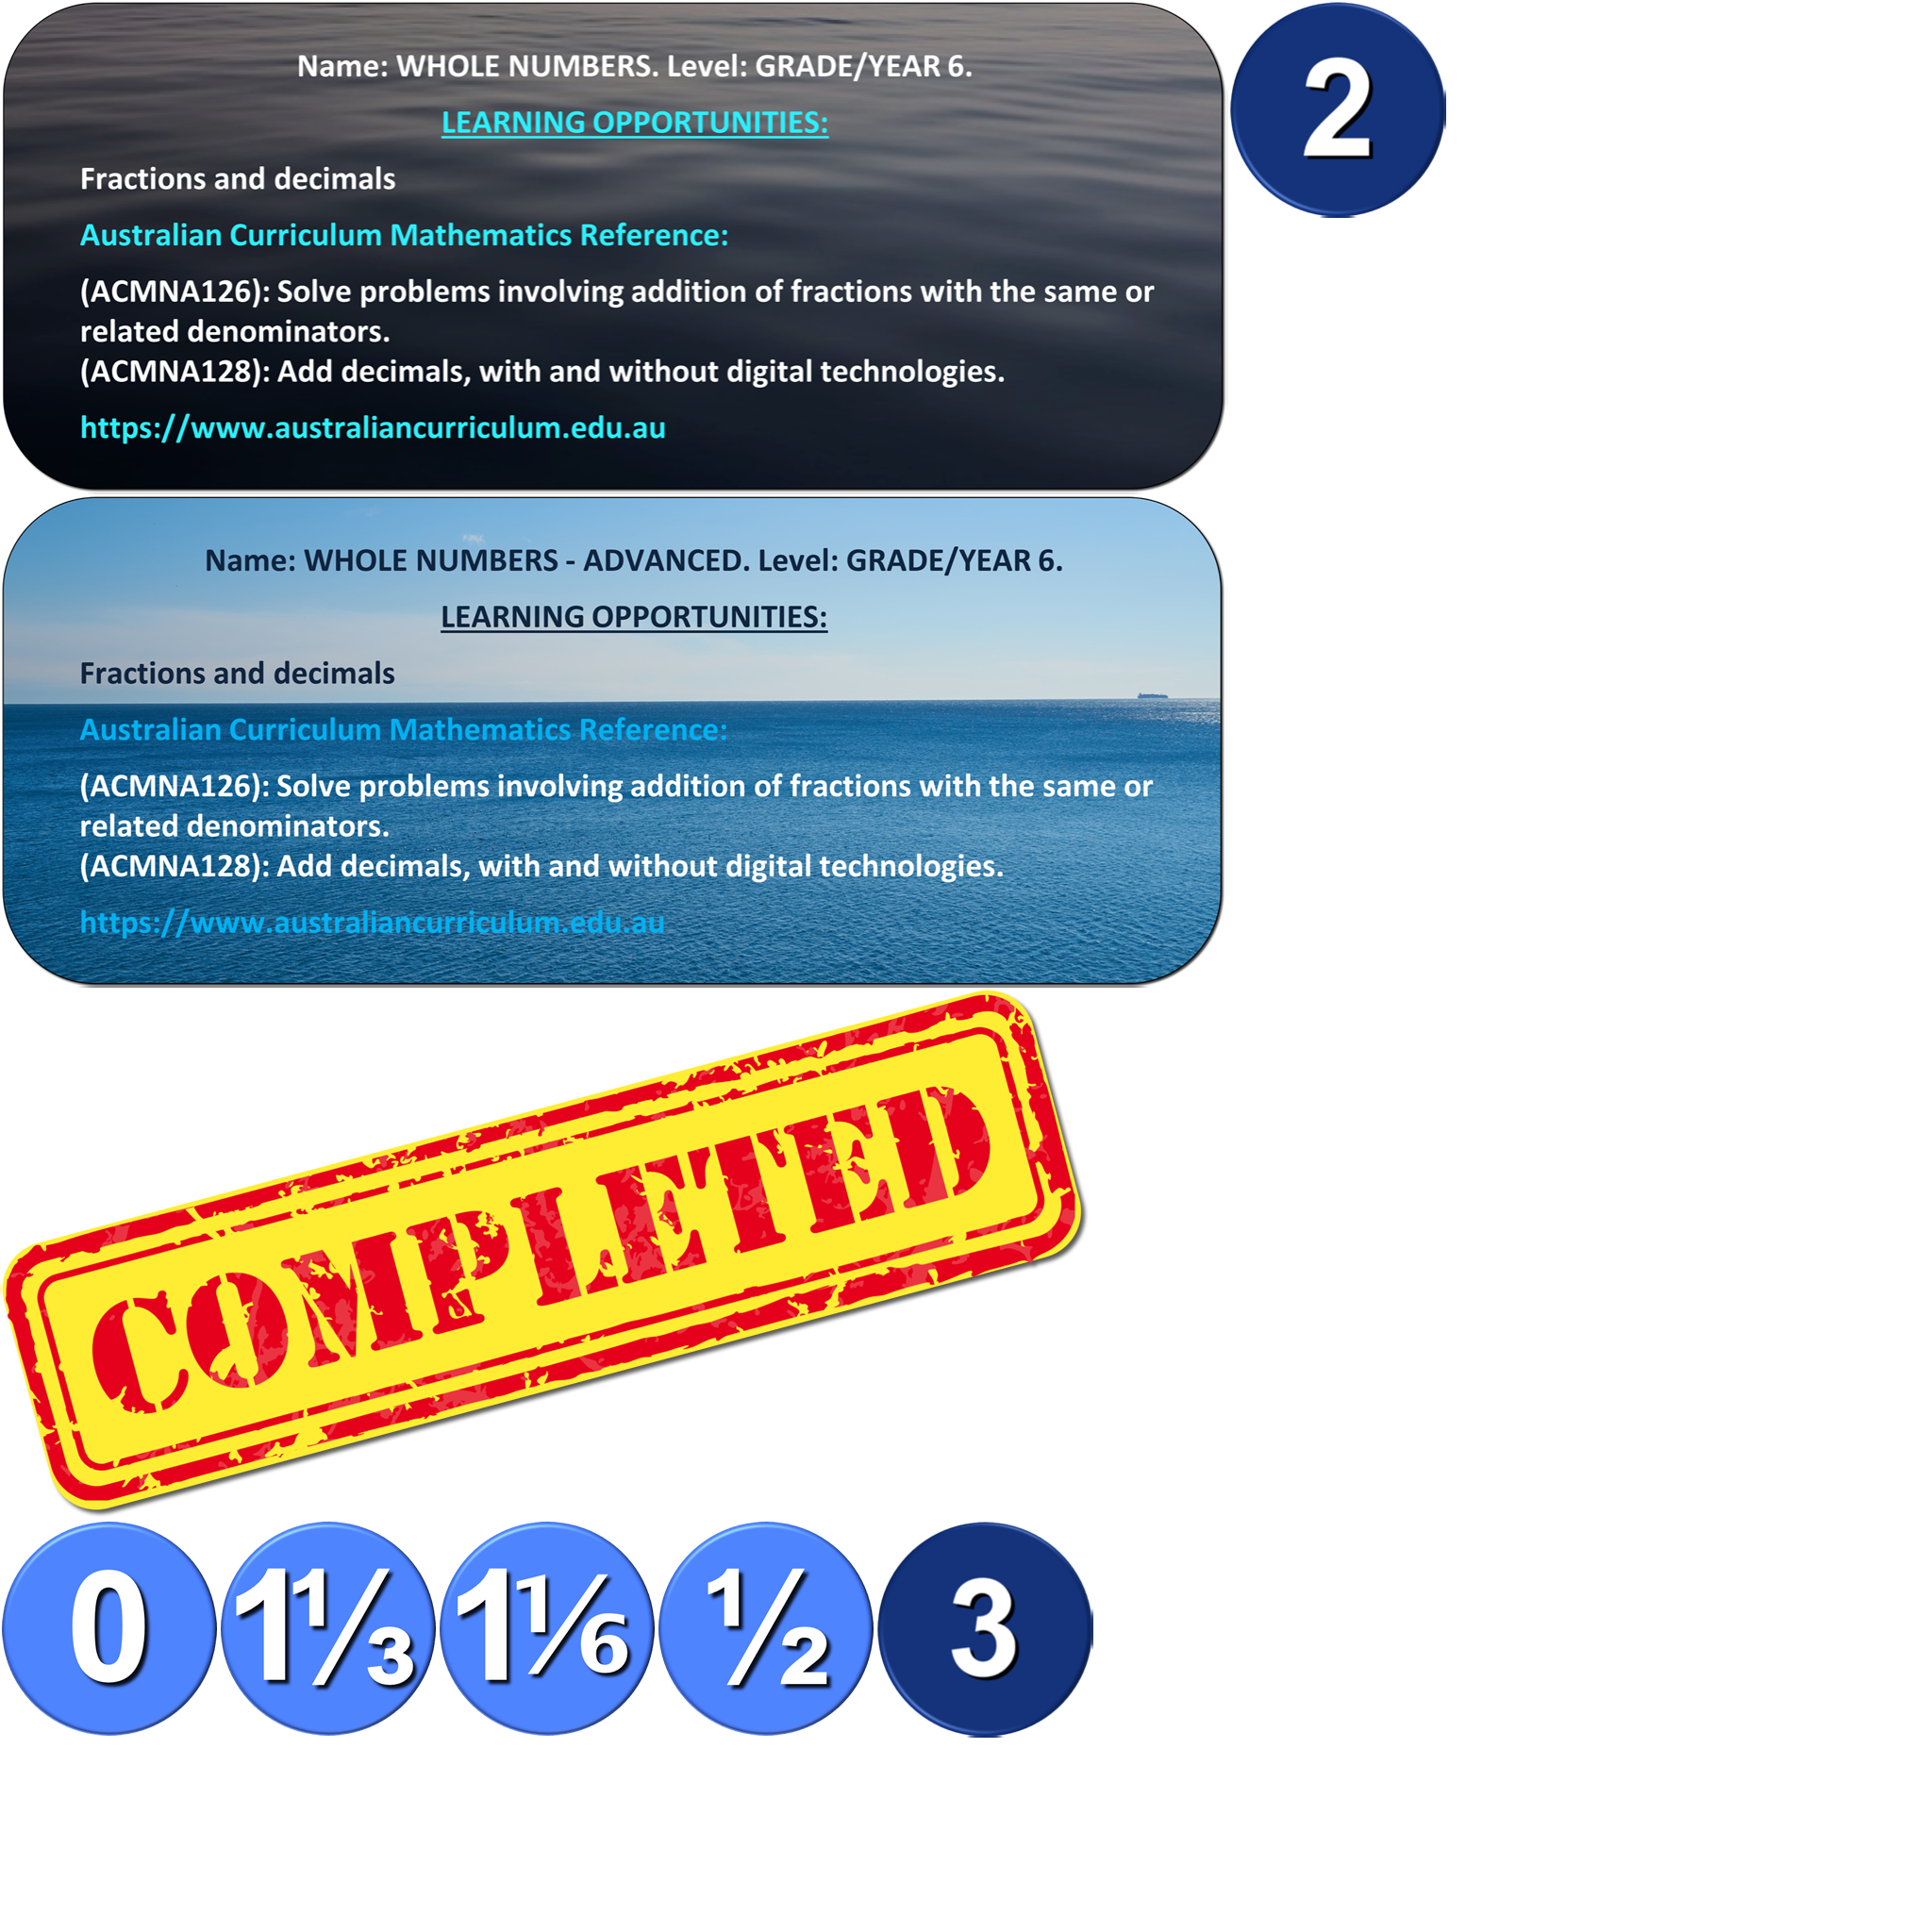 Name: WHOLE NUMBERS. Level: GRADE/YEAR 6.
LEARNING OPPORTUNITIES:
Fractions and decimals
Australian Curriculum Mathematics Reference:
(ACMNA126): Solve problems involving addition of fractions with the same or
related denominators.
(ACMNA128): Add decimals, with and without digital technologies.
https://www.australiancurriculum.edu.au
2
Name: WHOLE NUMBERS - ADVANCED. Level: GRADE/YEAR 6.
LEARNING OPPORTUNITIES:
Fractions and decimals
Australian Curriculum Mathematics Reference:
(ACMNA126): Solve problems involving addition of fractions with the same or
related denominators.
(ACMNA128): Add decimals, with and without digital technologies.
https://www.australiancurriculum.edu.au
COMPLETED
0 1⅓ 1⅙ ½ 3